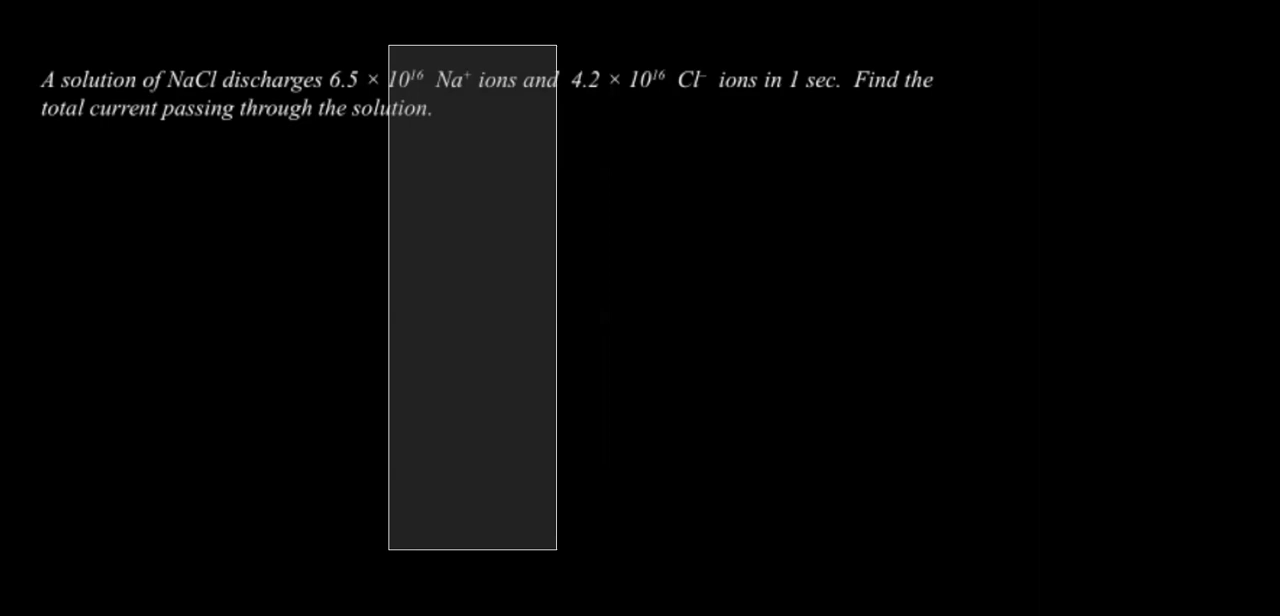 A solution of NaCl discharges 6.5 × 10¹⁶ Na⁺ ions and 4.2 × 10¹⁶ Cl⁻ ions in 1 sec. Find the
total current passing through the solution.